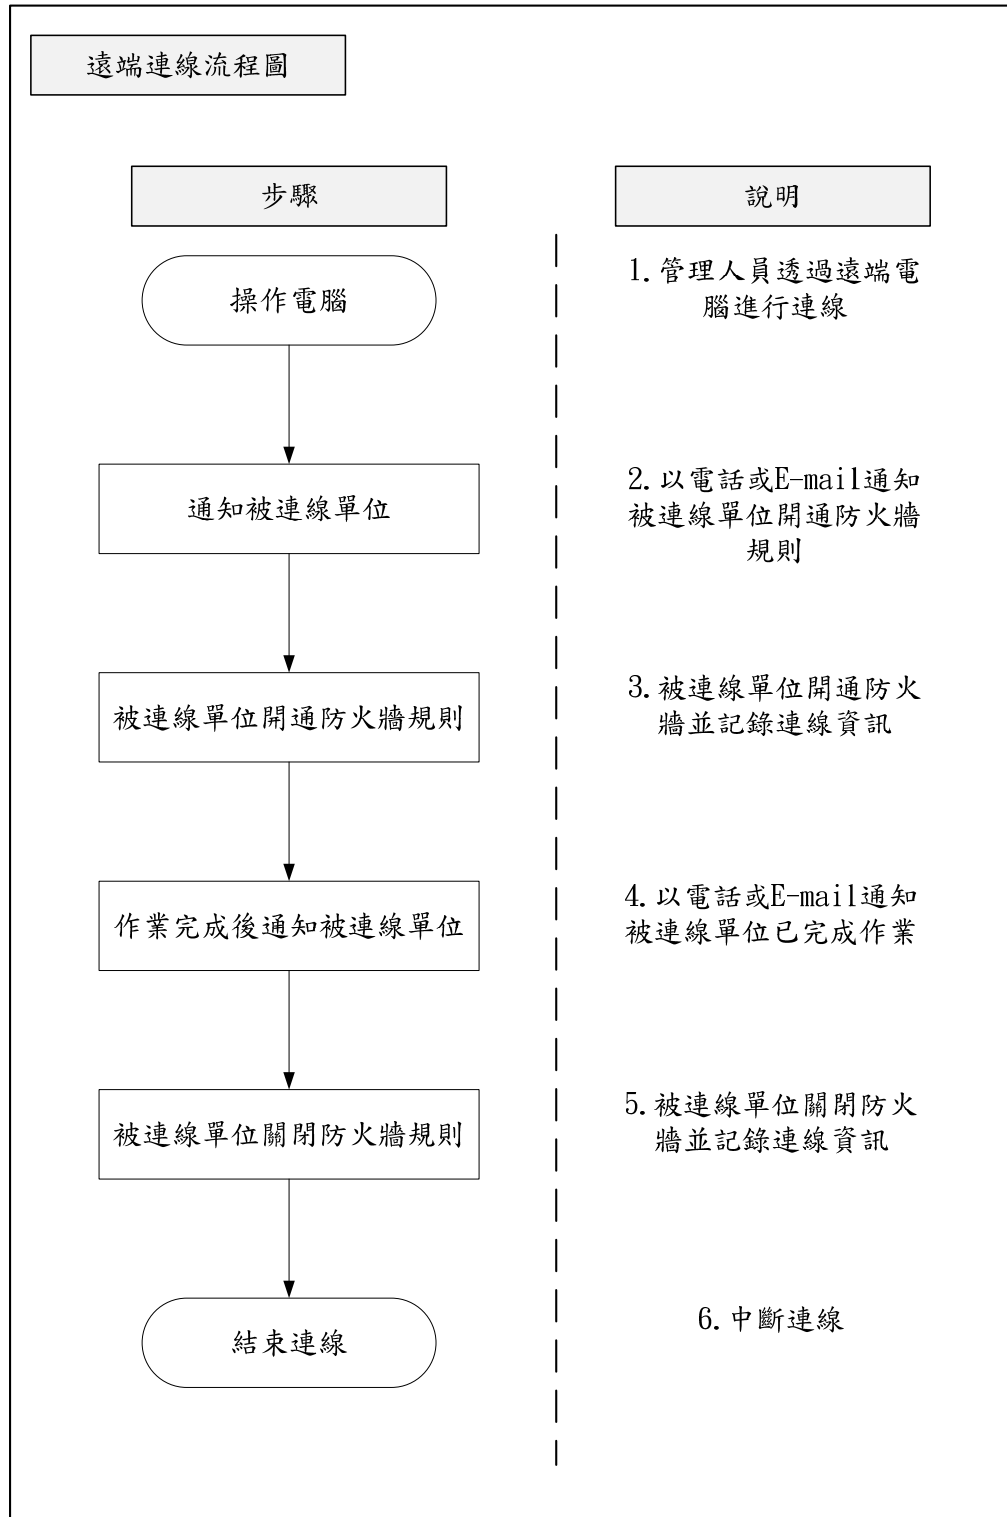 遠端連線流程圖
步驟
說明
操作電腦
1.管理人員透過遠端電
腦進行連線
通知被連線單位
2.以電話或E-mail通知
被連線單位開通防火牆
規則
被連線單位開通防火牆規則
3.被連線單位開通防火
牆並記錄連線資訊
作業完成後通知被連線單位
4.以電話或E-mail通知
被連線單位已完成作業
被連線單位關閉防火牆規則
5.被連線單位關閉防火
牆並記錄連線資訊
結束連線
6.中斷連線